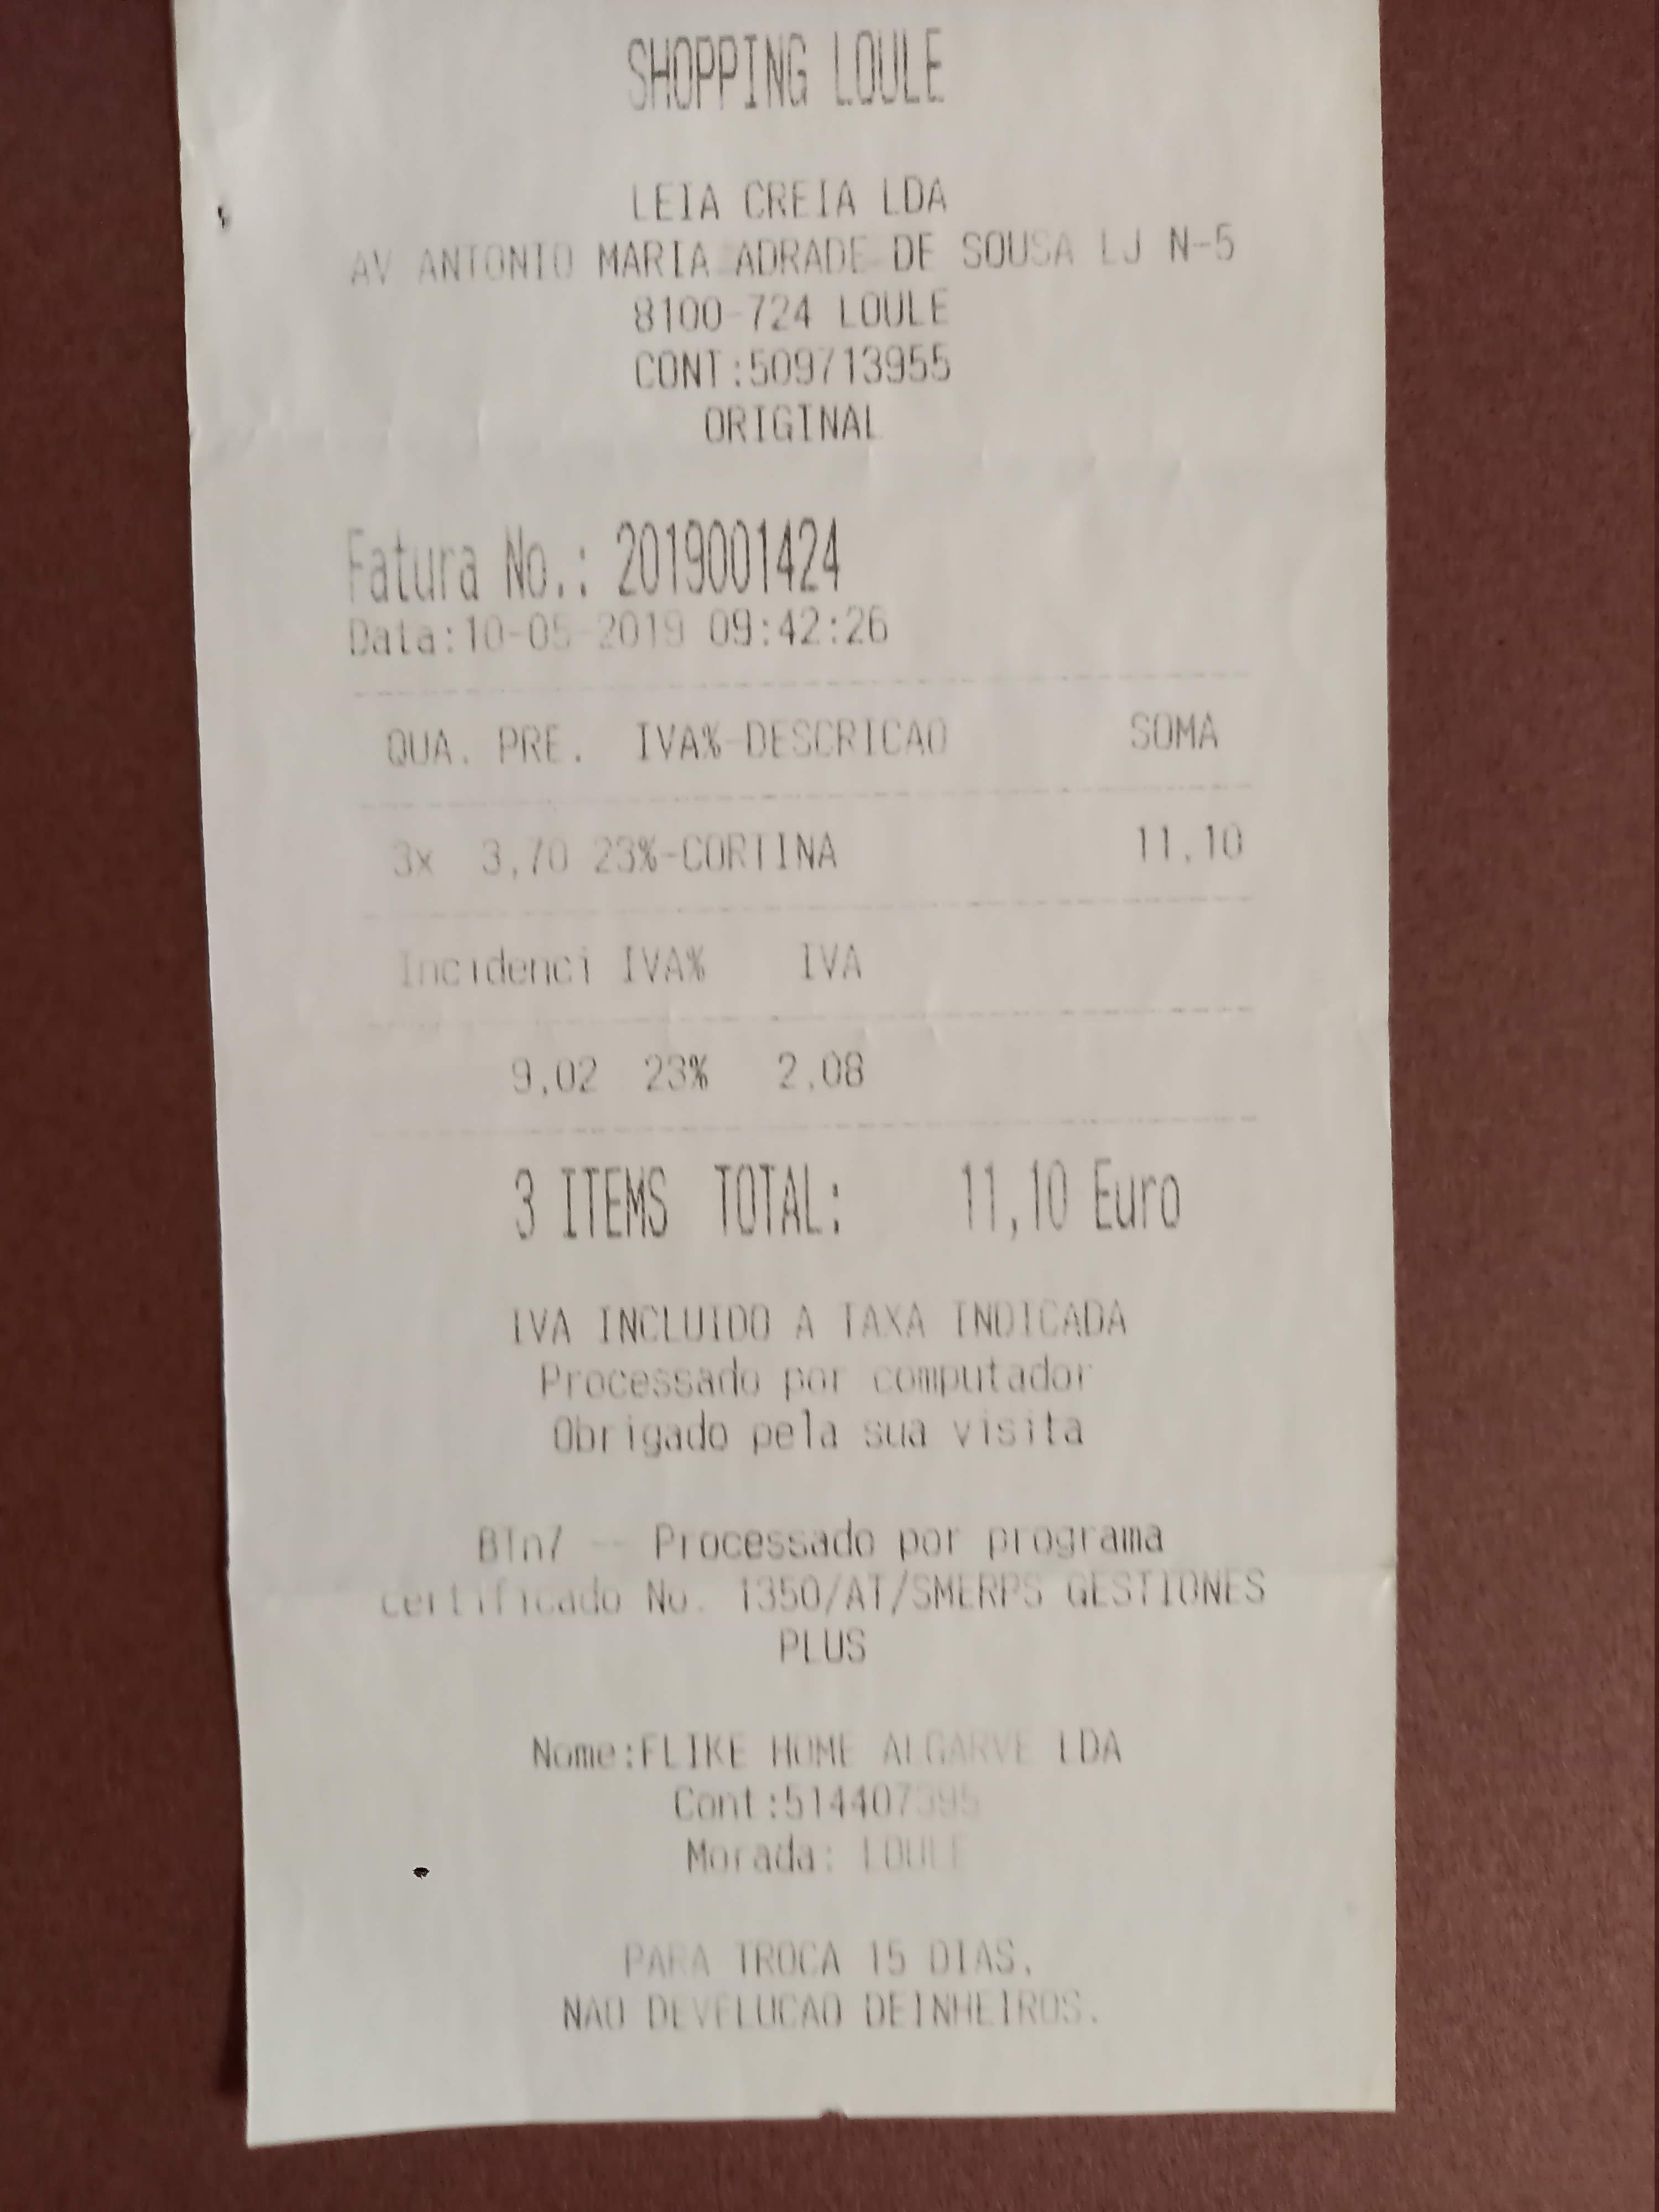 SHOPPING LOULE
LEIA CREIA LDA
AV ANTONIO MARIA ADRADE DE SOUSA LJ N-5
8100-724 LOULE
CONT:509713955
ORIGINAL
Fatura No.: 2019001424
Data:10-05-2019 09:42:26
QUA. PRE. IVA%-DESCRICAO SOMA
3x 3,70 23%-CORTINA 11,10
Incidenci IVA% IVA
9,02 23% 2,08
3 ITEMS TOTAL: 11,10 Euro
IVA INCLUIDO A TAXA INDICADA
Processado por computador
Obrigado pela sua visita
BTn7 -- Processado por programa
certificado No. 1350/AT/SMERPS GESTIONES
PLUS
Nome:FLIKE HOME ALGARVE LDA
Cont:514407395
Morada: LOULE
PARA TROCA 15 DIAS.
NAO DEVELUCAO DEINHEIROS.